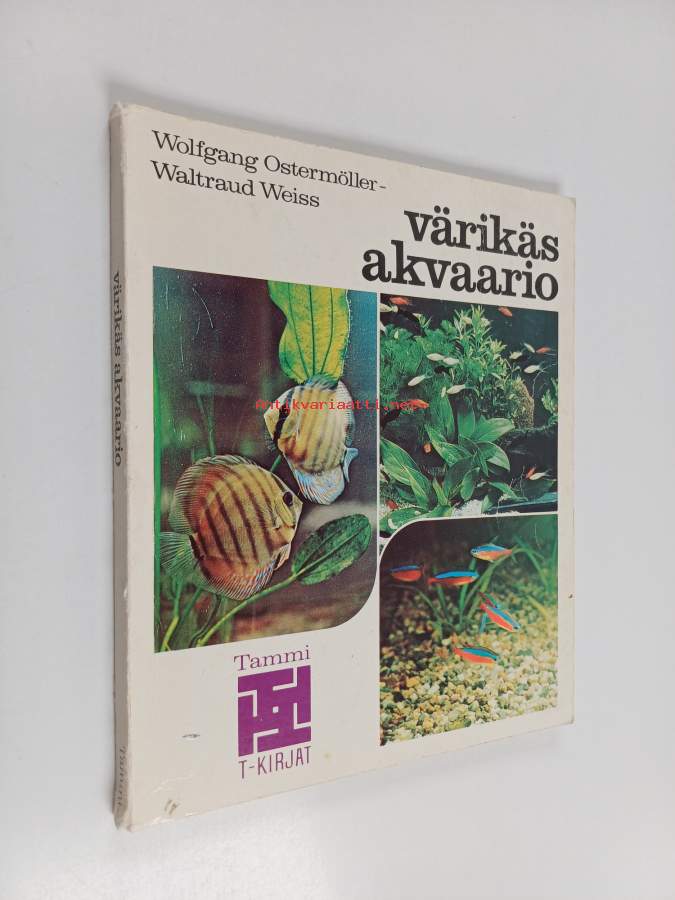 Wolfgang Ostermöller-
Waltraud Weiss
värikäs
akvaario
Antikvariaatti.net
Tammi
T-KIRJAT
värikäs akvaario
Tammi